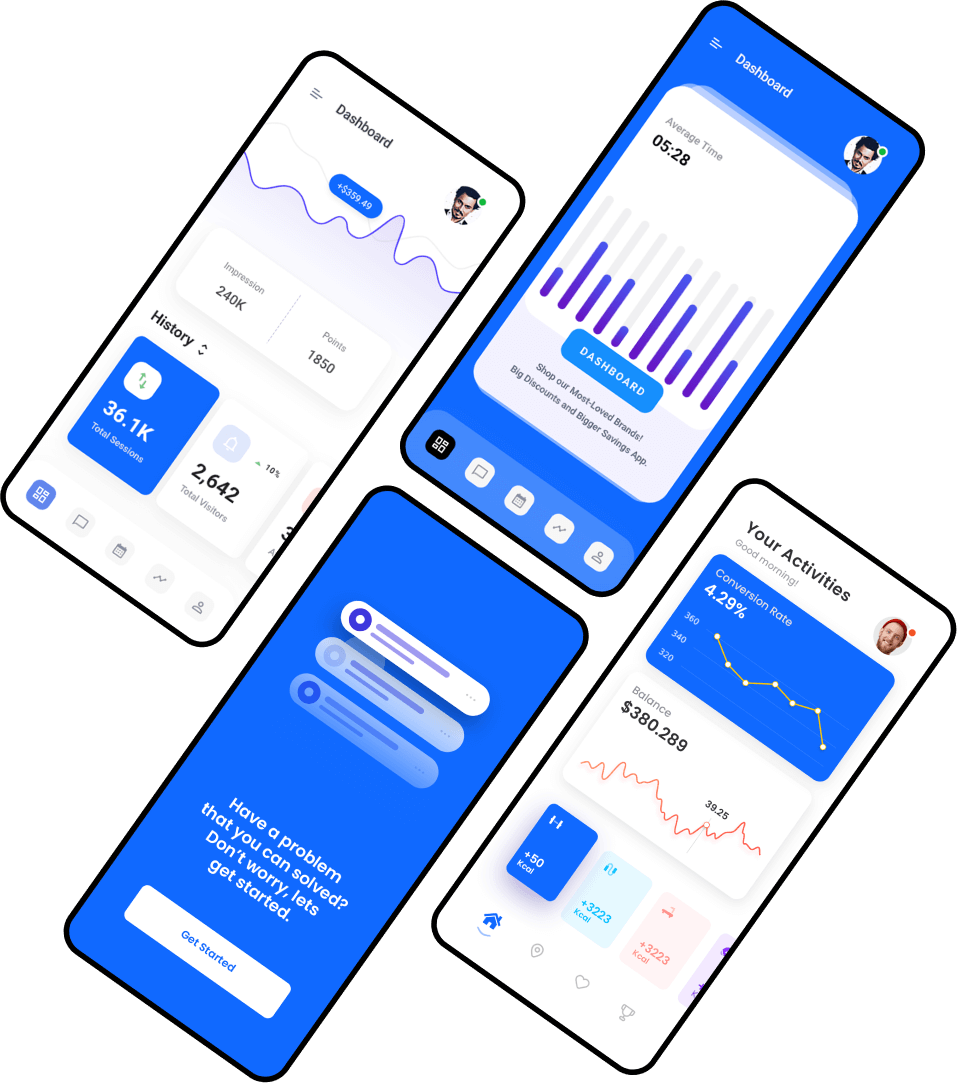 Dashboard
+$359.49
Impression
240K
Points
1850
History
36.1K
Total Sessions
10%
2,642
Total Visitors
Dashboard
Average Time
05:28
DASHBOARD
Shop our Most-Loved Brands!
Big Discounts and Bigger Savings App.
Have a problem
that you can solved?
Don't worry, lets
get started.
Get Started
Your Activities
Good morning!
Conversion Rate
4.29%
360
340
320
Balance
$380.289
39.25
+50
Kcal
+3223
Kcal
+3223
Kcal